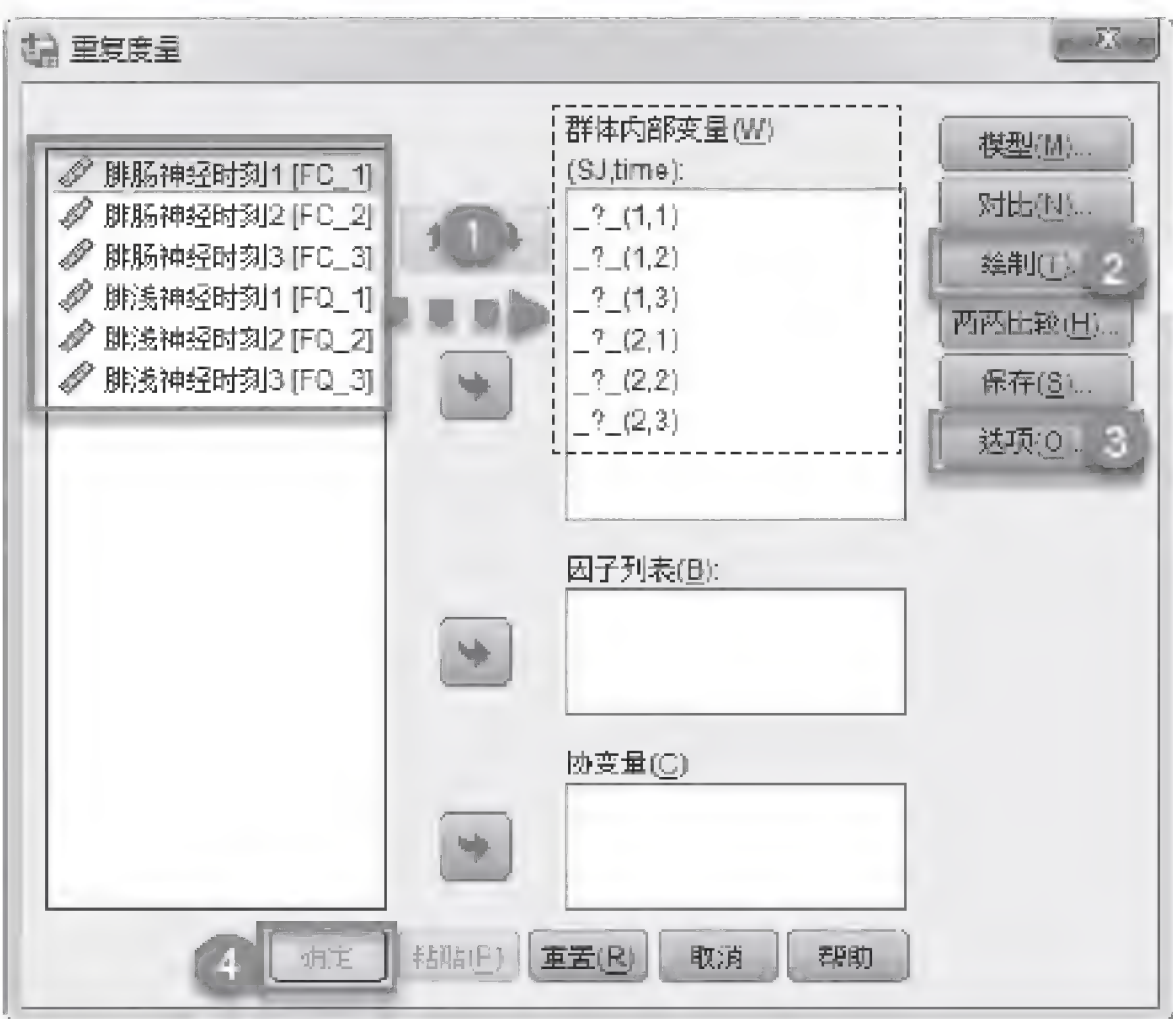 重复度量
群体内部变量(W)
(SJ,time):
腓肠神经时刻1 [FC_1]
腓肠神经时刻2 [FC_2]
腓肠神经时刻3 [FC_3]
腓浅神经时刻1 [FQ_1]
腓浅神经时刻2 [FQ_2]
腓浅神经时刻3 [FQ_3]
1
_?_(1,1)
_?_(1,2)
_?_(1,3)
_?_(2,1)
_?_(2,2)
_?_(2,3)
模型(M)...
对比(N)...
绘制(T). 2
两两比较(H)...
保存(S)...
选项(O.. 3
因子列表(B):
协变量(C)
4 确定 粘贴(P) 重置(R) 取消 帮助